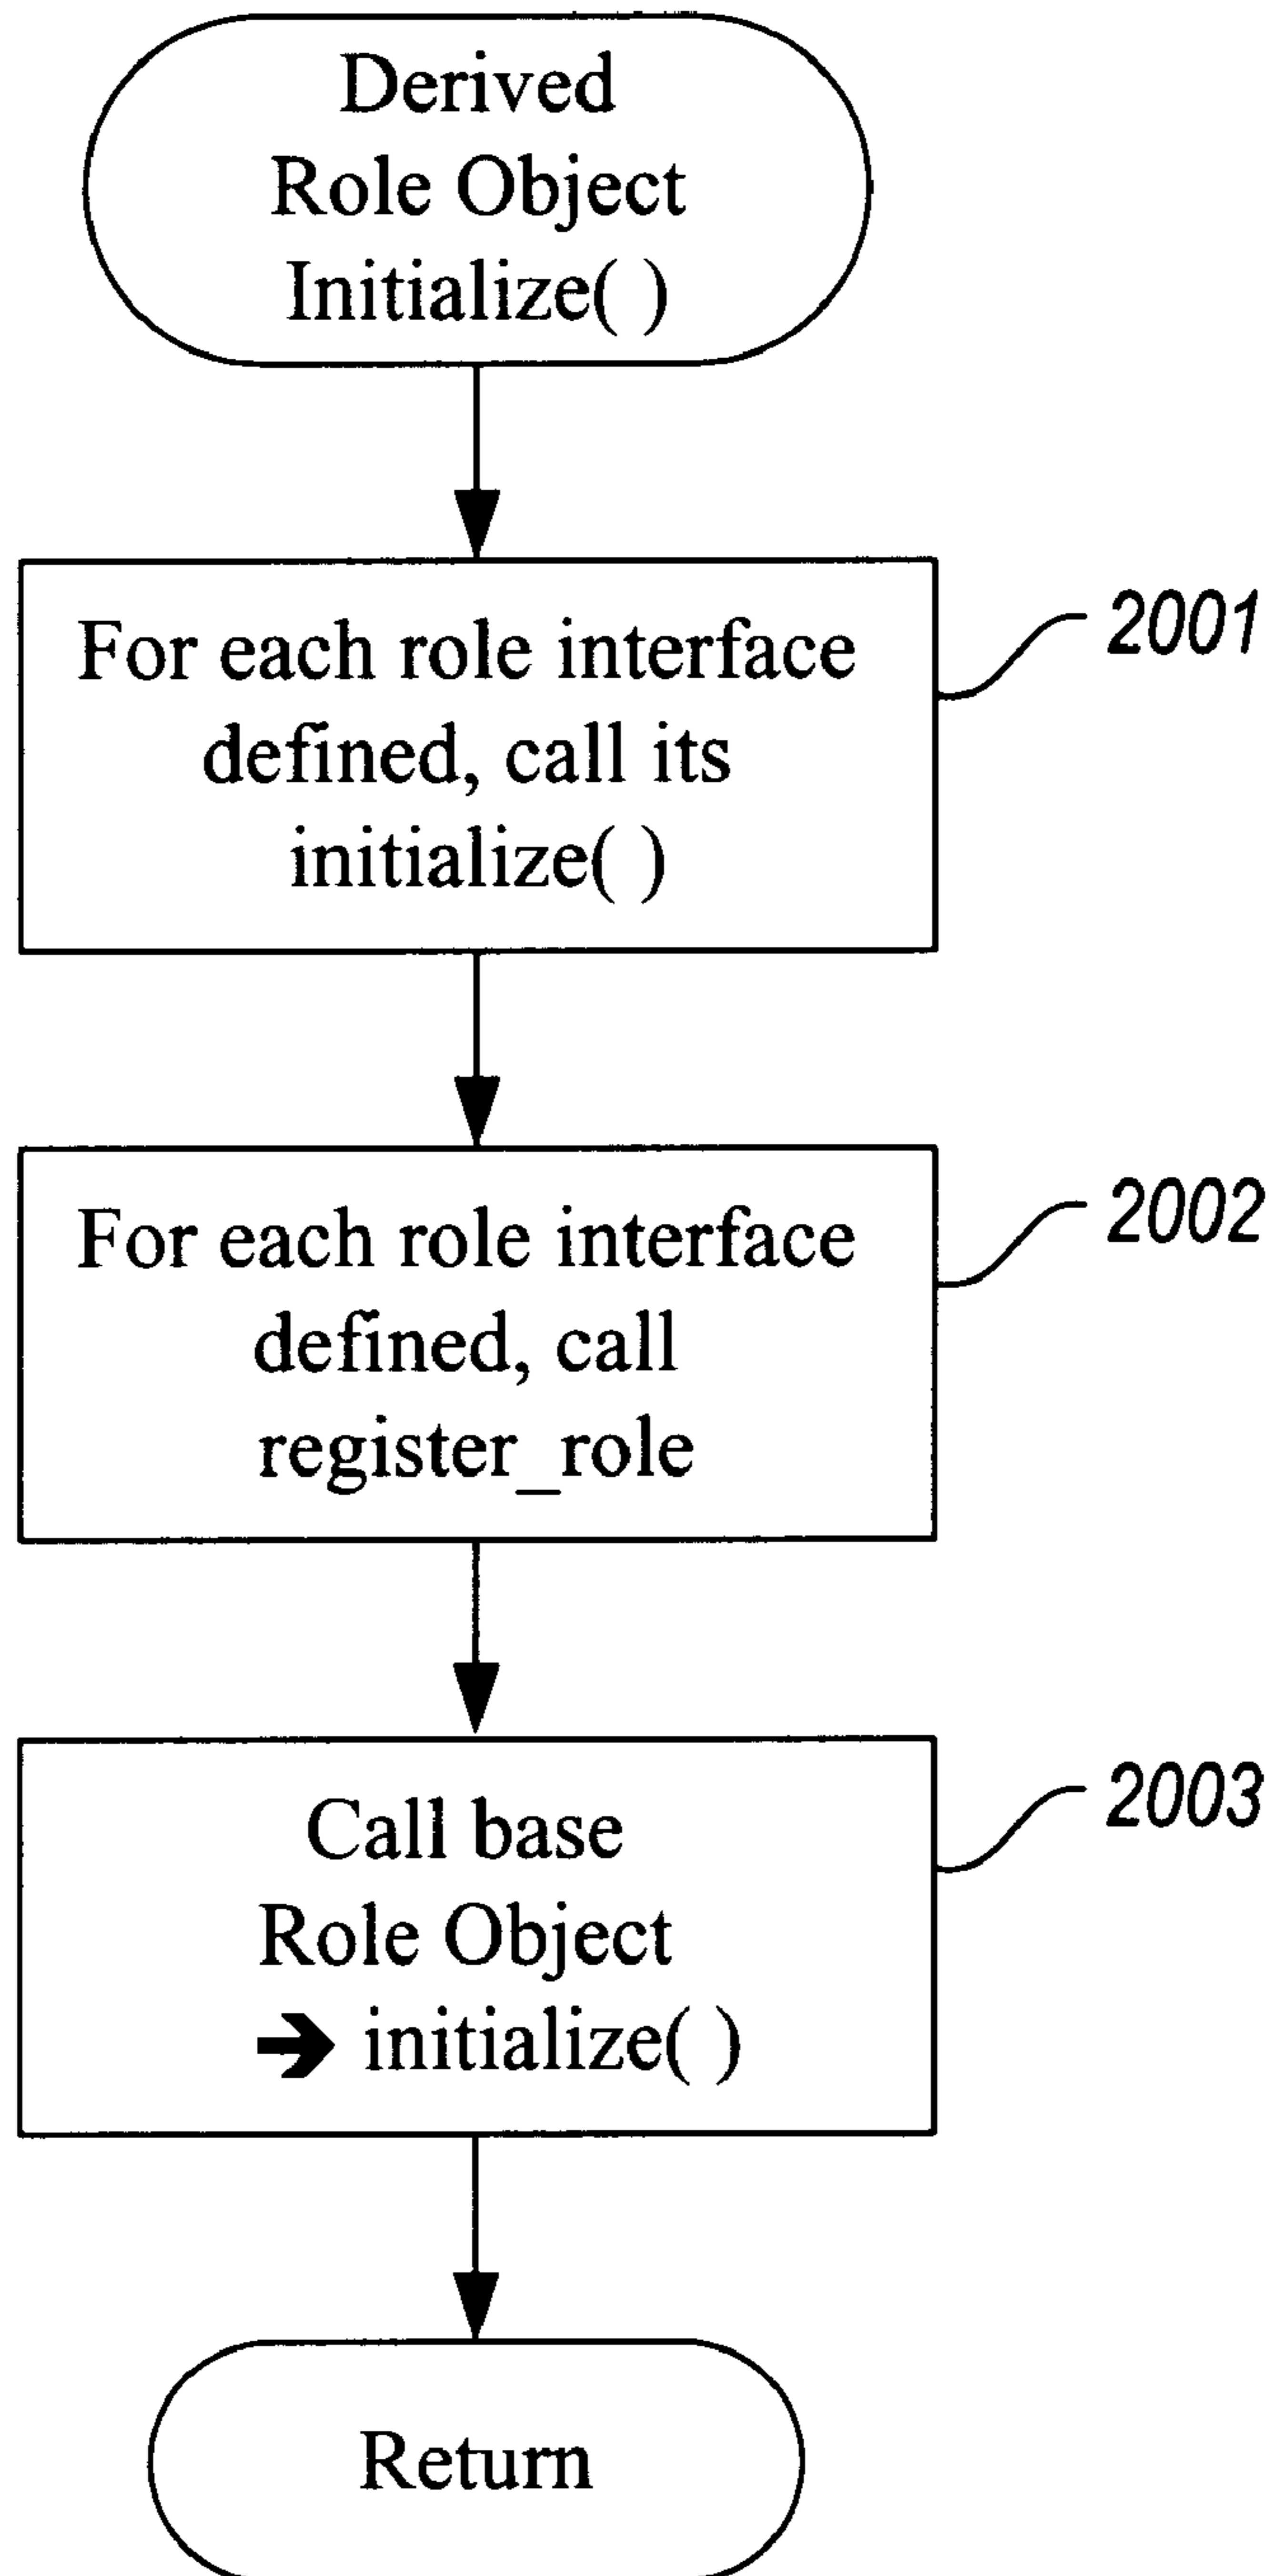 Derived
Role Object
Initialize( )
For each role interface
defined, call its
initialize( )
2001
For each role interface
defined, call
register_role
2002
Call base
Role Object
➔ initialize( )
2003
Return